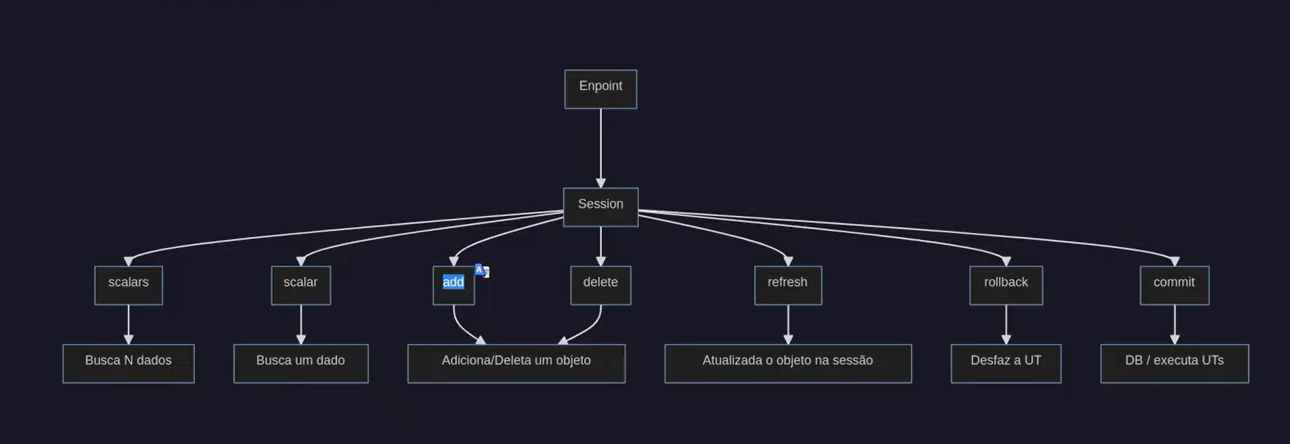 Enpoint
Session
scalars
scalar
add
delete
refresh
rollback
commit
Busca N dados
Busca um dado
Adiciona/Deleta um objeto
Atualizada o objeto na sessão
Desfaz a UT
DB / executa UTs